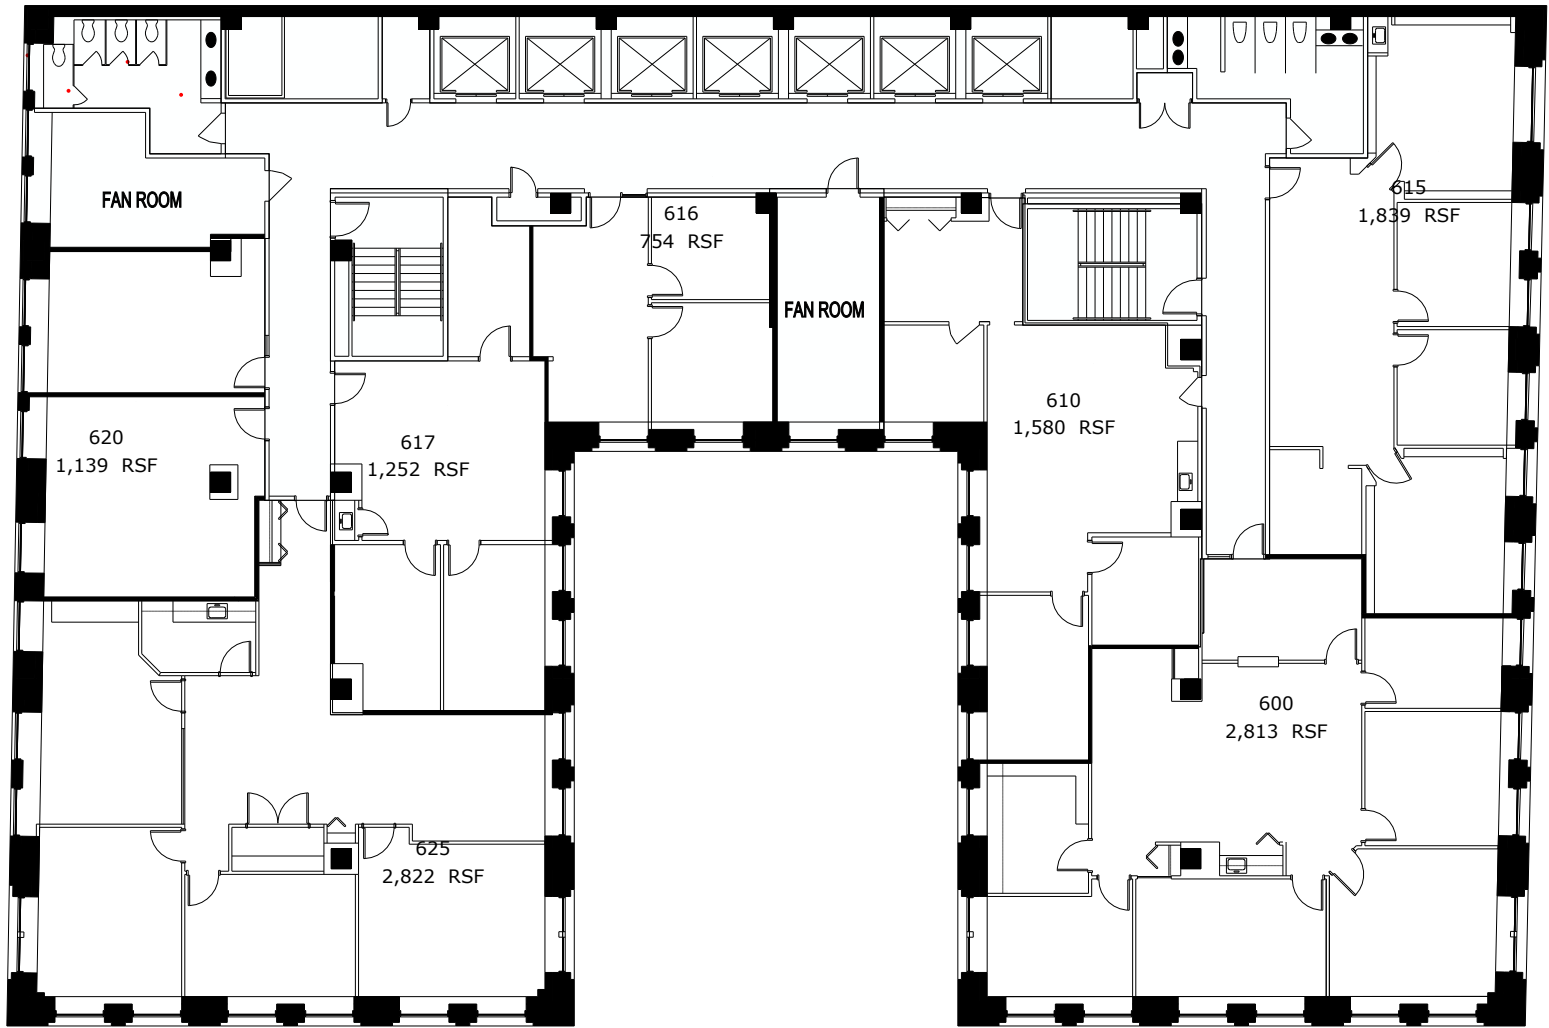 FAN ROOM
616
754 RSF
615
1,839 RSF
FAN ROOM
620
1,139 RSF
617
1,252 RSF
610
1,580 RSF
600
2,813 RSF
625
2,822 RSF